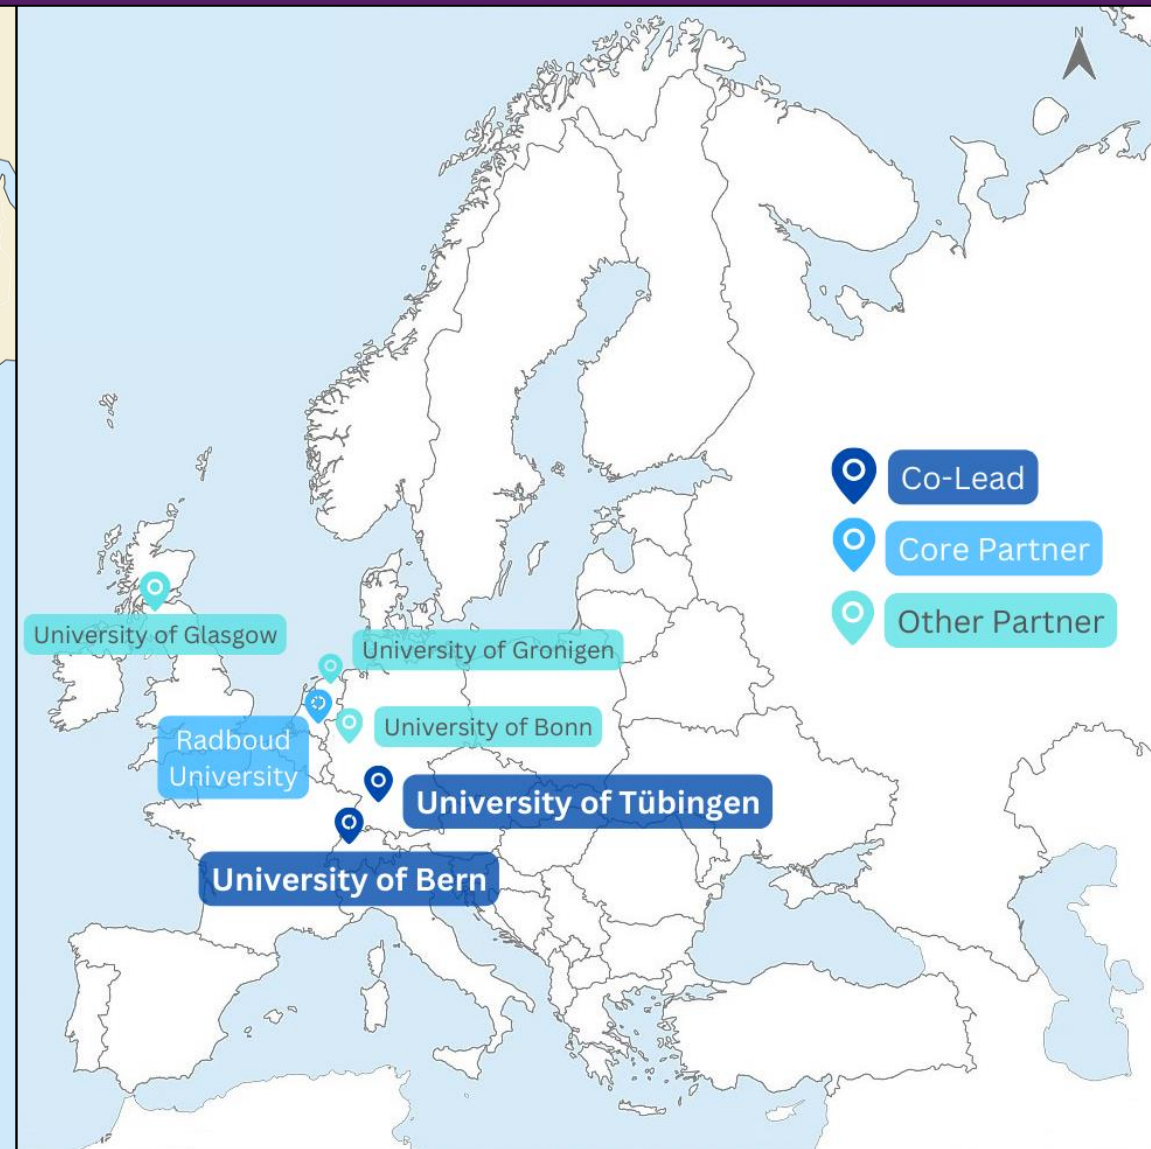 N
Co-Lead
Core Partner
Other Partner
University of Glasgow
University of Gronigen
University of Bonn
Radboud
University
University of Tübingen
University of Bern